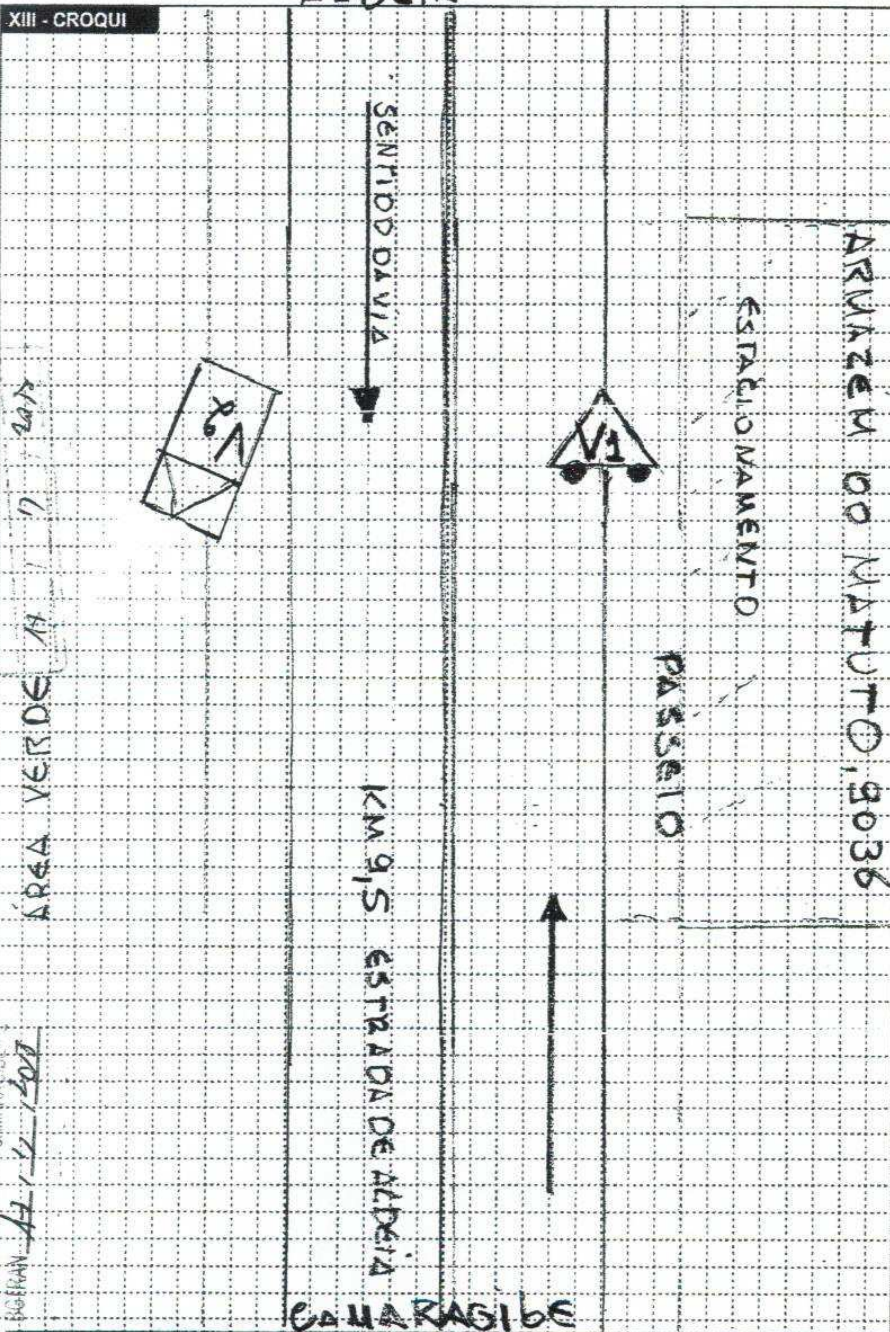 XIII - CROQUI
SENTIDO DA VIA
ARMAZEM DO MATUTO, 9036
ESTACIONAMENTO
V2
V1
PASSEIO
KM 9,5 ESTRADA DE ALDEIA
ÁREA VERDE
CAMARAGIBE